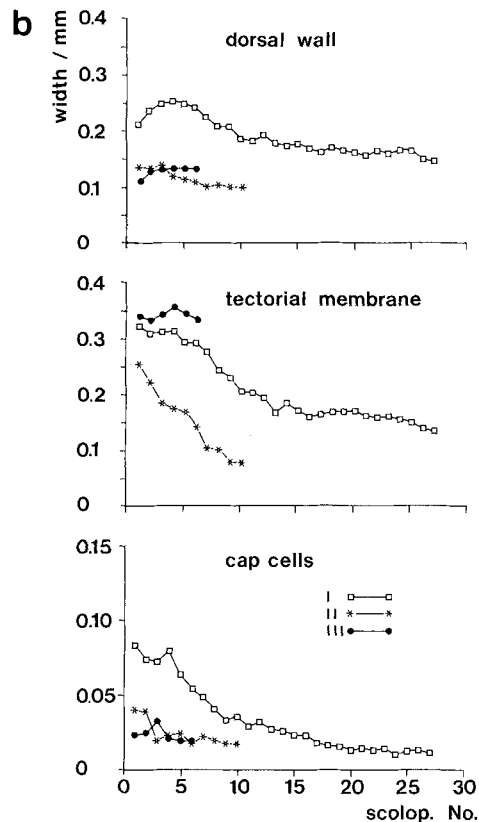 b
width / mm
dorsal wall
0.4
0.3
0.2
0.1
0
tectorial membrane
0.4
0.3
0.2
0.1
0
cap cells
0.15
0.10
0.05
0
I
II
III
0 5 10 15 20 25 30
scolop. No.